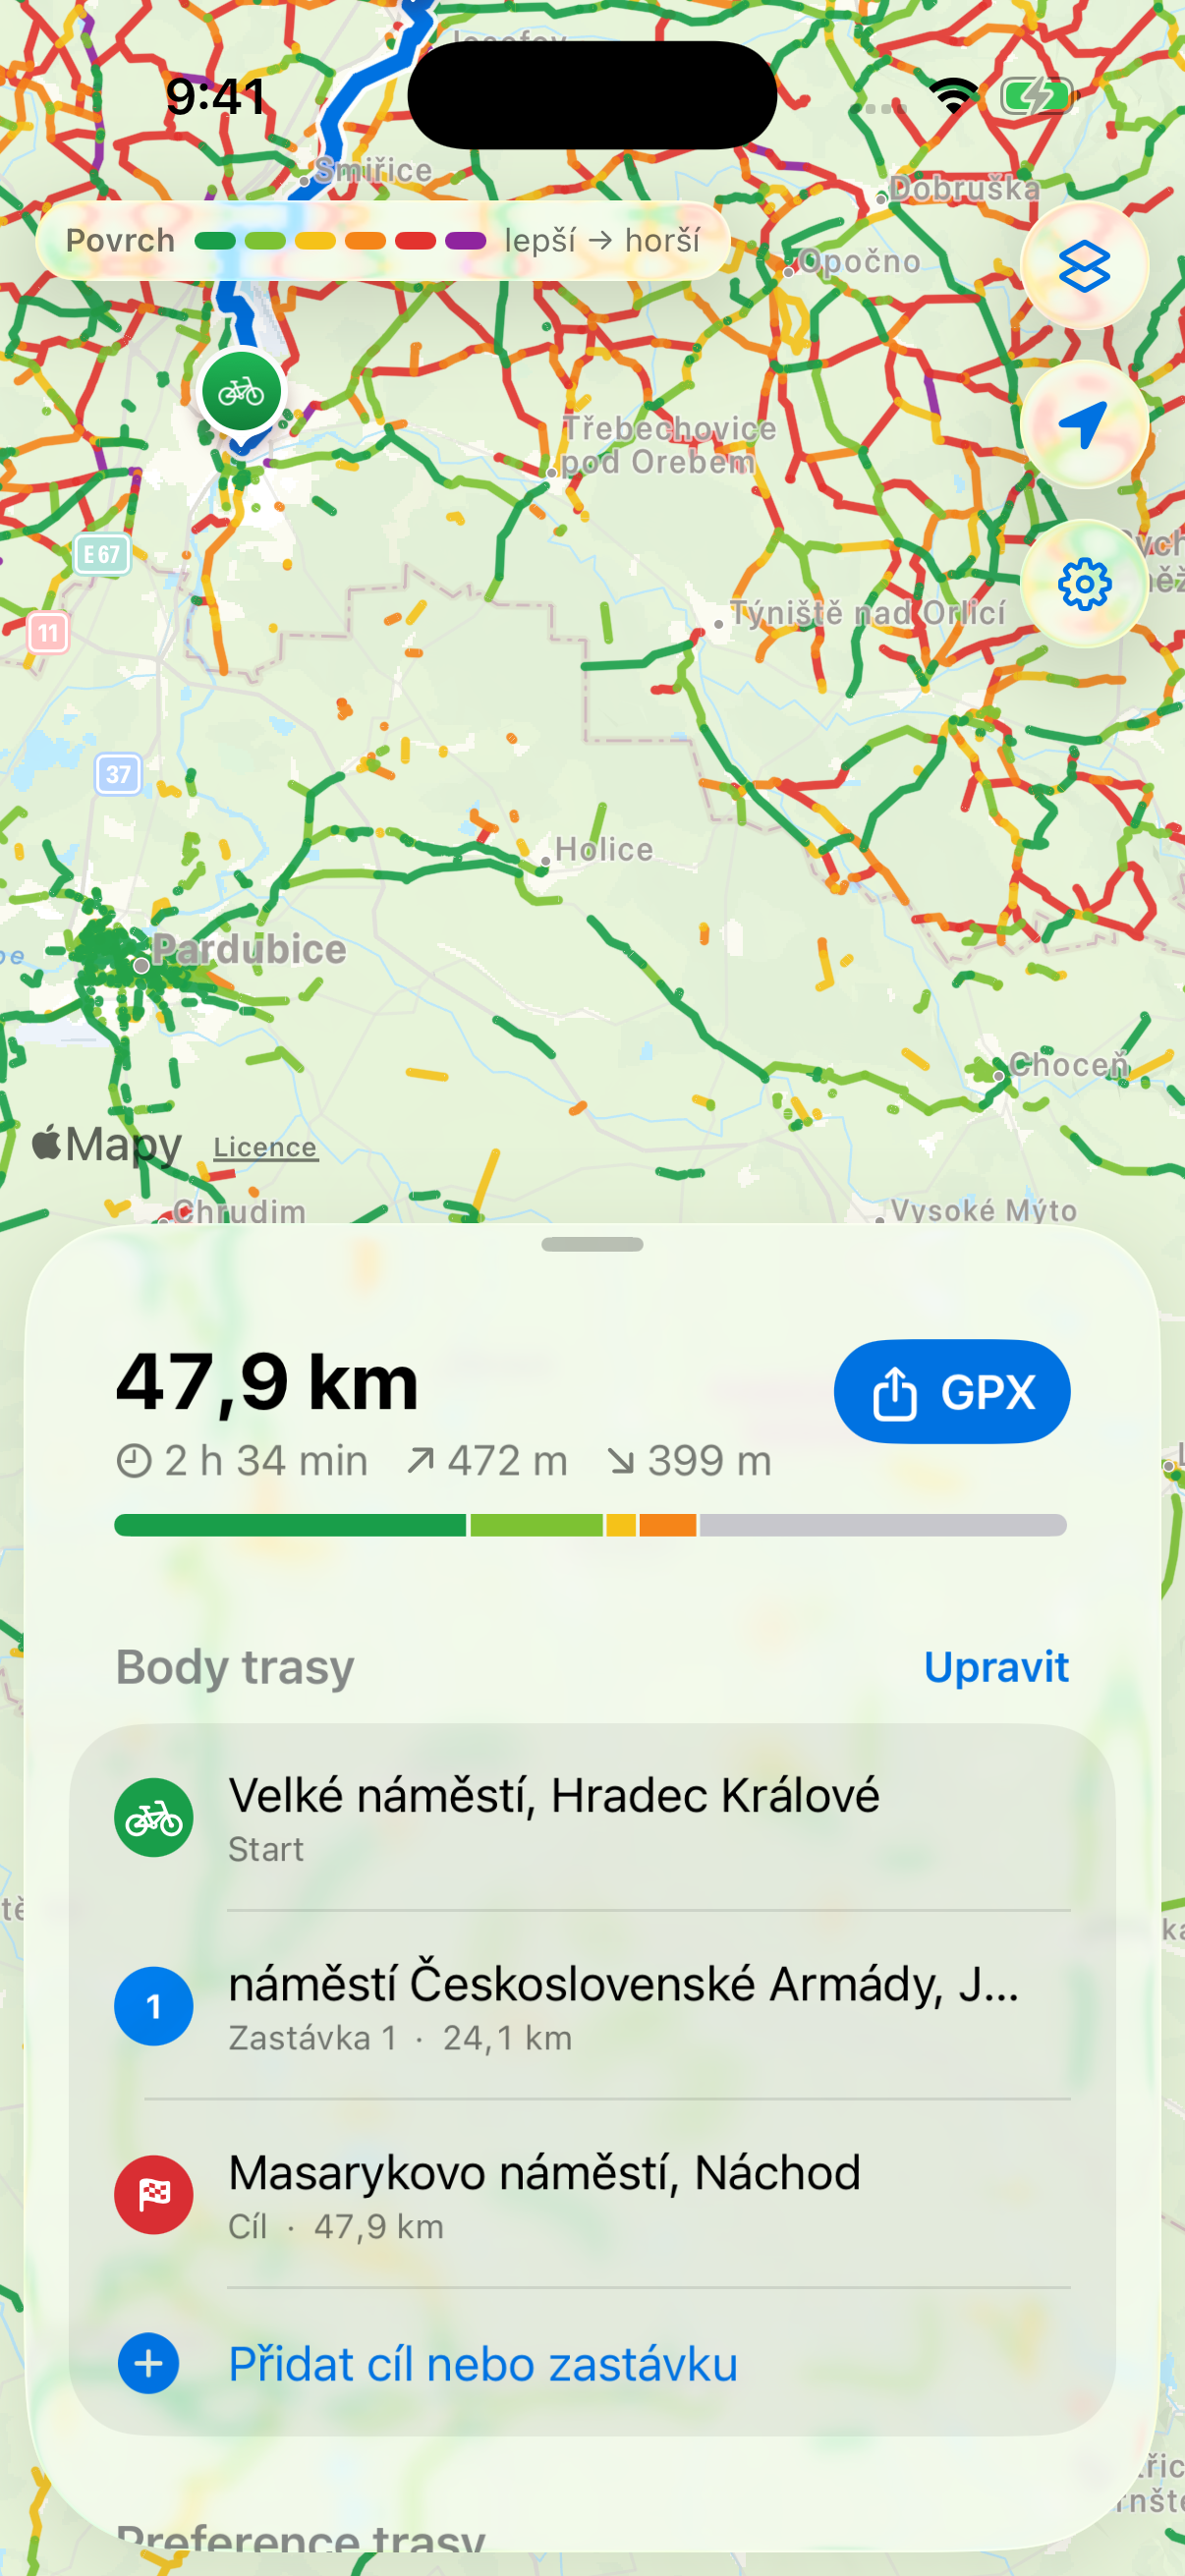 Josefov
9:41
Smiřice
Dobruška
Povrch lepší → horší
Opočno
Třebechovice
pod Orebem
E 67
11
Týniště nad Orlicí
37
Holice
Pardubice
Choceň
Mapy Licence
Chrudim
Vysoké Mýto
47,9 km
GPX
2 h 34 min ↗ 472 m ↘ 399 m
Body trasy
Upravit
Velké náměstí, Hradec Králové
Start
1
náměstí Československé Armády, J...
Zastávka 1 · 24,1 km
Masarykovo náměstí, Náchod
Cíl · 47,9 km
Přidat cíl nebo zastávku
Preference trasy